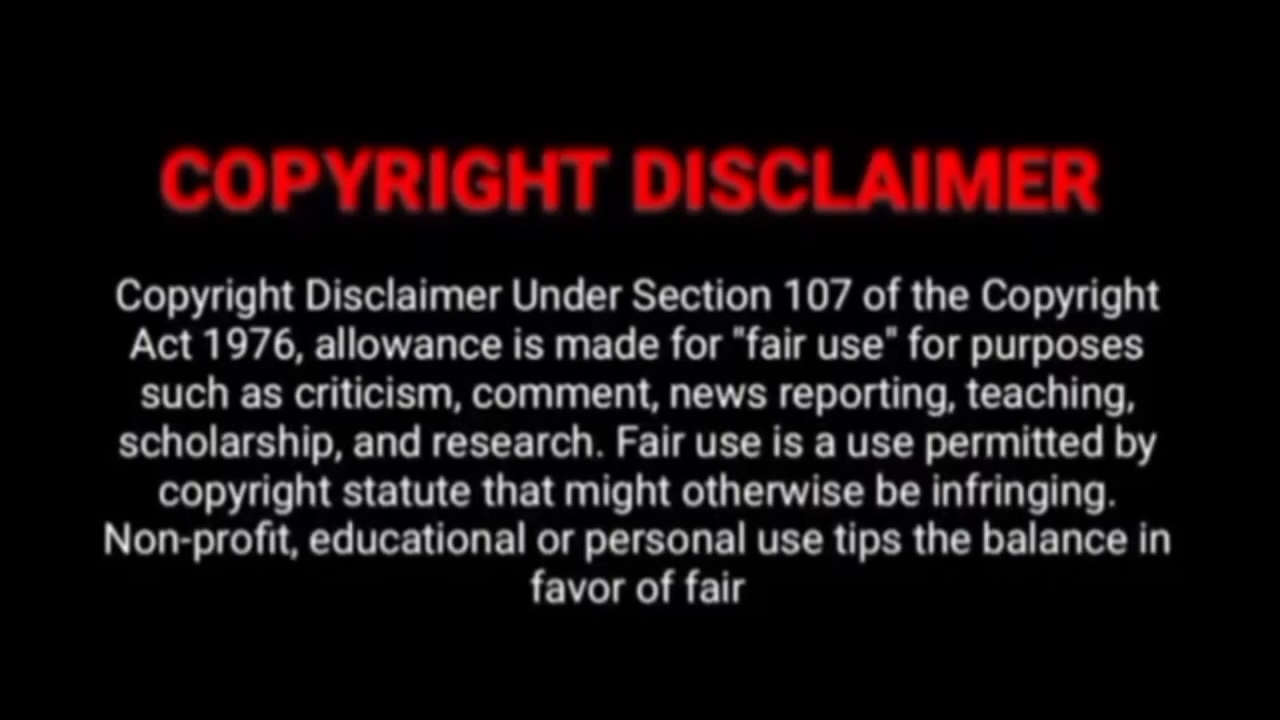 COPYRIGHT DISCLAIMER
Copyright Disclaimer Under Section 107 of the Copyright
Act 1976, allowance is made for "fair use" for purposes
such as criticism, comment, news reporting, teaching,
scholarship, and research. Fair use is a use permitted by
copyright statute that might otherwise be infringing.
Non-profit, educational or personal use tips the balance in
favor of fair